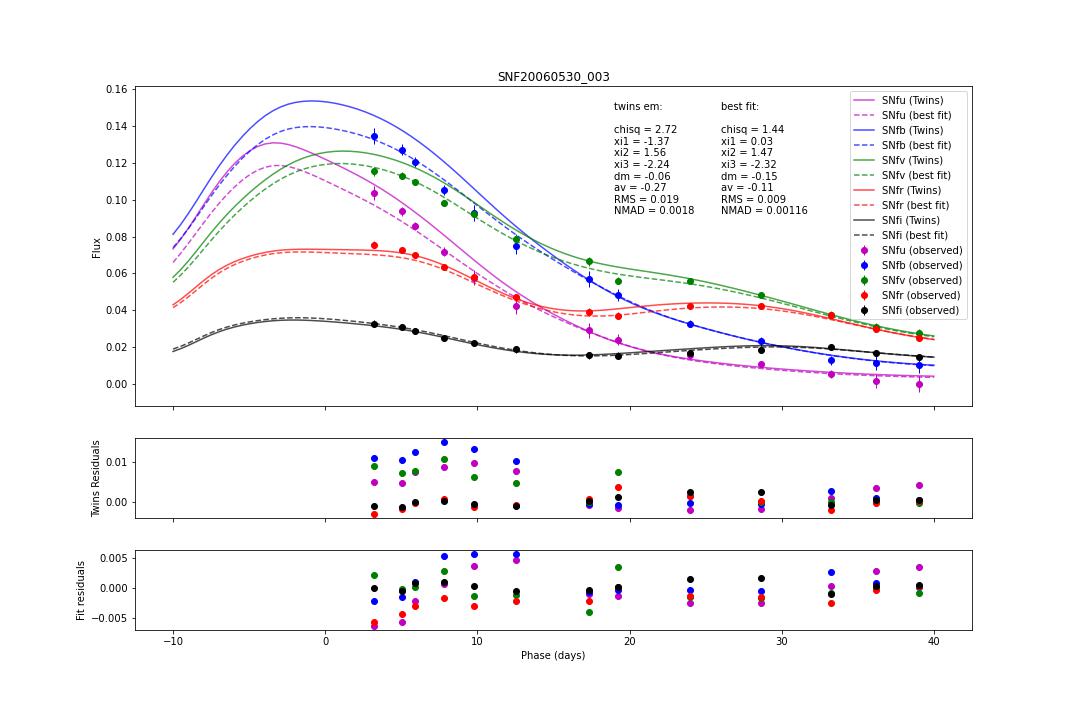 SNF20060530_003
Flux
0.16
0.14
0.12
0.10
0.08
0.06
0.04
0.02
0.00
twins em:
chisq = 2.72
xi1 = -1.37
xi2 = 1.56
xi3 = -2.24
dm = -0.06
av = -0.27
RMS = 0.019
NMAD = 0.0018
best fit:
chisq = 1.44
xi1 = 0.03
xi2 = 1.47
xi3 = -2.32
dm = -0.15
av = -0.11
RMS = 0.009
NMAD = 0.00116
SNfu (Twins)
SNfu (best fit)
SNfb (Twins)
SNfb (best fit)
SNfv (Twins)
SNfv (best fit)
SNfr (Twins)
SNfr (best fit)
SNfi (Twins)
SNfi (best fit)
SNfu (observed)
SNfb (observed)
SNfv (observed)
SNfr (observed)
SNfi (observed)
Twins Residuals
0.01
0.00
Fit residuals
0.005
0.000
−0.005
−10 0 10 20 30 40
Phase (days)